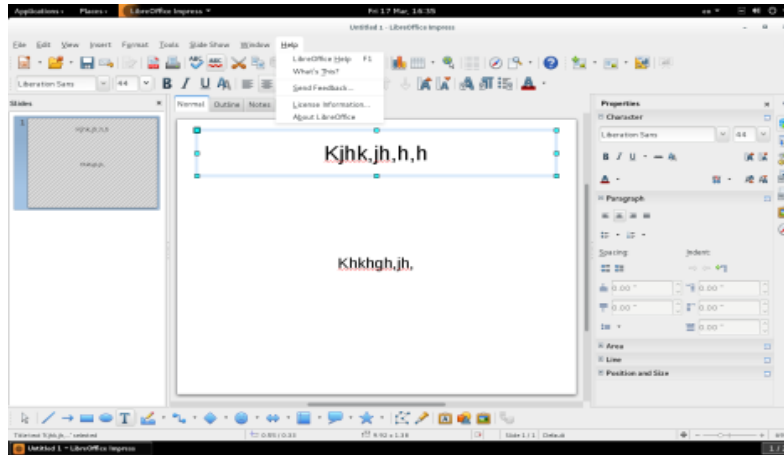 Applications Places LibreOffice Impress Fri 17 Mar, 16:35
Untitled 1 - LibreOffice Impress
File Edit View Insert Format Tools Slide Show Window Help
LibreOffice Help F1
What's This?
Send Feedback...
License Information...
About LibreOffice
Liberation Sans 44
Slides
Normal Outline Notes
1
Kjhk,jh,h,h
Khkhgh,jh,
Properties
Character
Liberation Sans 44
Paragraph
Spacing: Indent:
0.00 " 0.00 "
0.00 " 0.00 "
0.00 "
Area
Line
Position and Size
Slide 1 / 1 Default
Untitled 1 - LibreOffice Impress